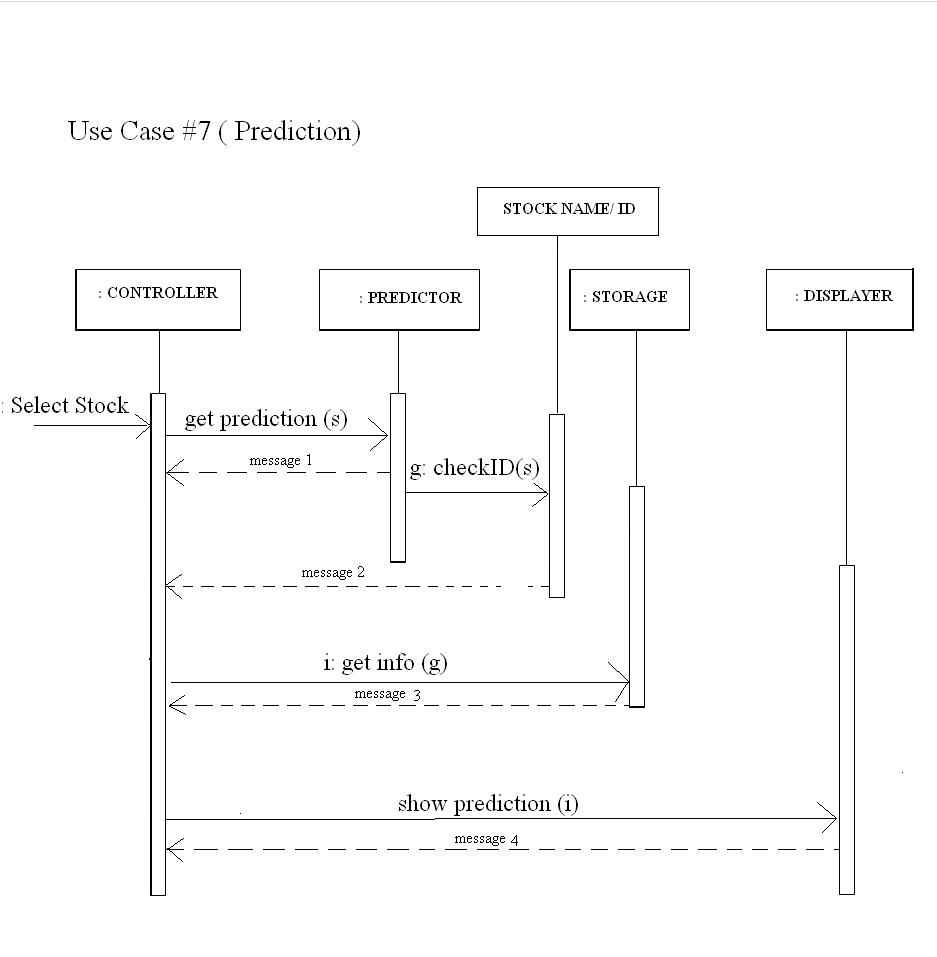 Use Case #7 ( Prediction)
STOCK NAME/ ID
: CONTROLLER
: PREDICTOR
: STORAGE
: DISPLAYER
: Select Stock
get prediction (s)
message 1
g: checkID(s)
message 2
i: get info (g)
message 3
show prediction (i)
message 4